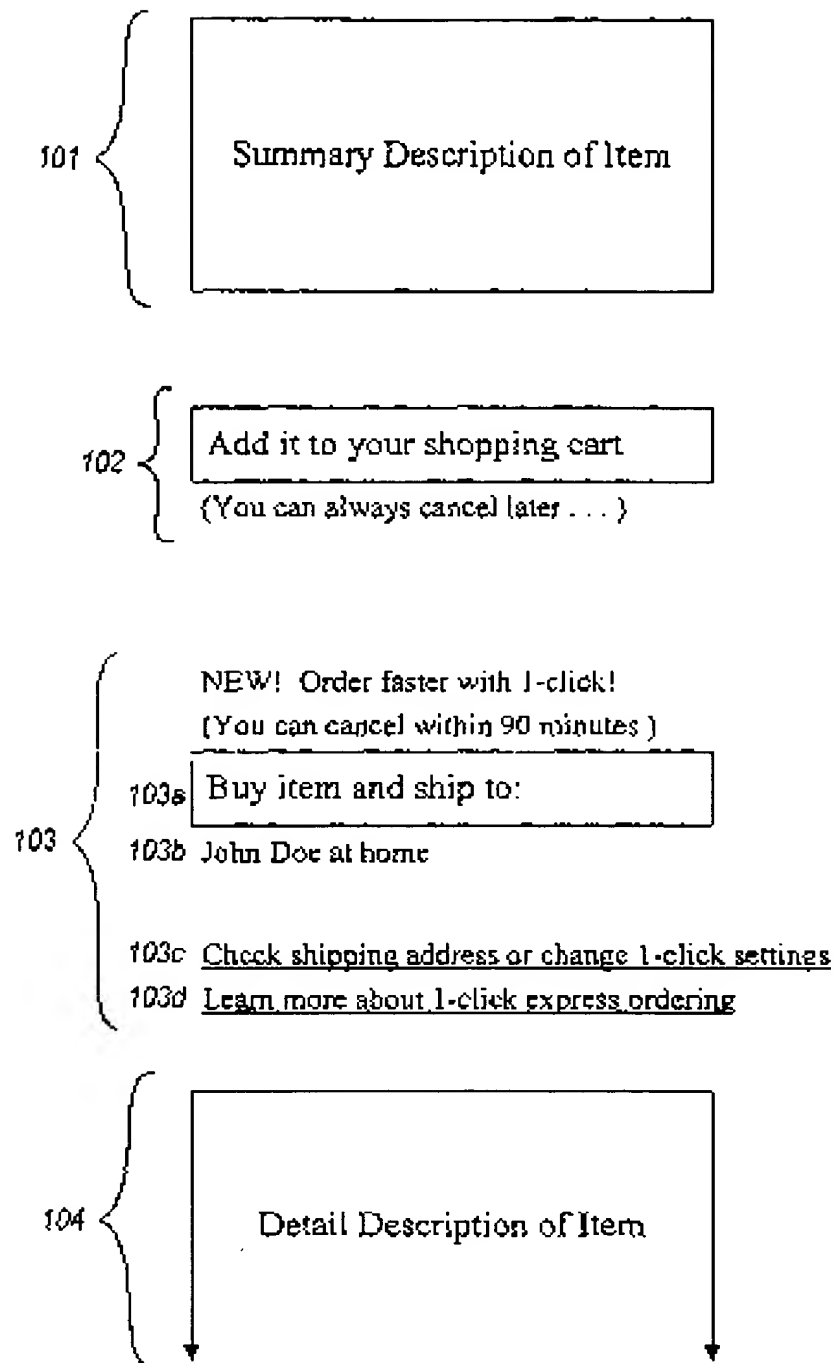 101
Summary Description of Item
102
Add it to your shopping cart
(You can always cancel later . . . )
103
NEW! Order faster with 1-click!
(You can cancel within 90 minutes )
103a Buy item and ship to:
103b John Doe at home
103c Check shipping address or change 1-click settings
103d Learn more about 1-click express ordering
104
Detail Description of Item